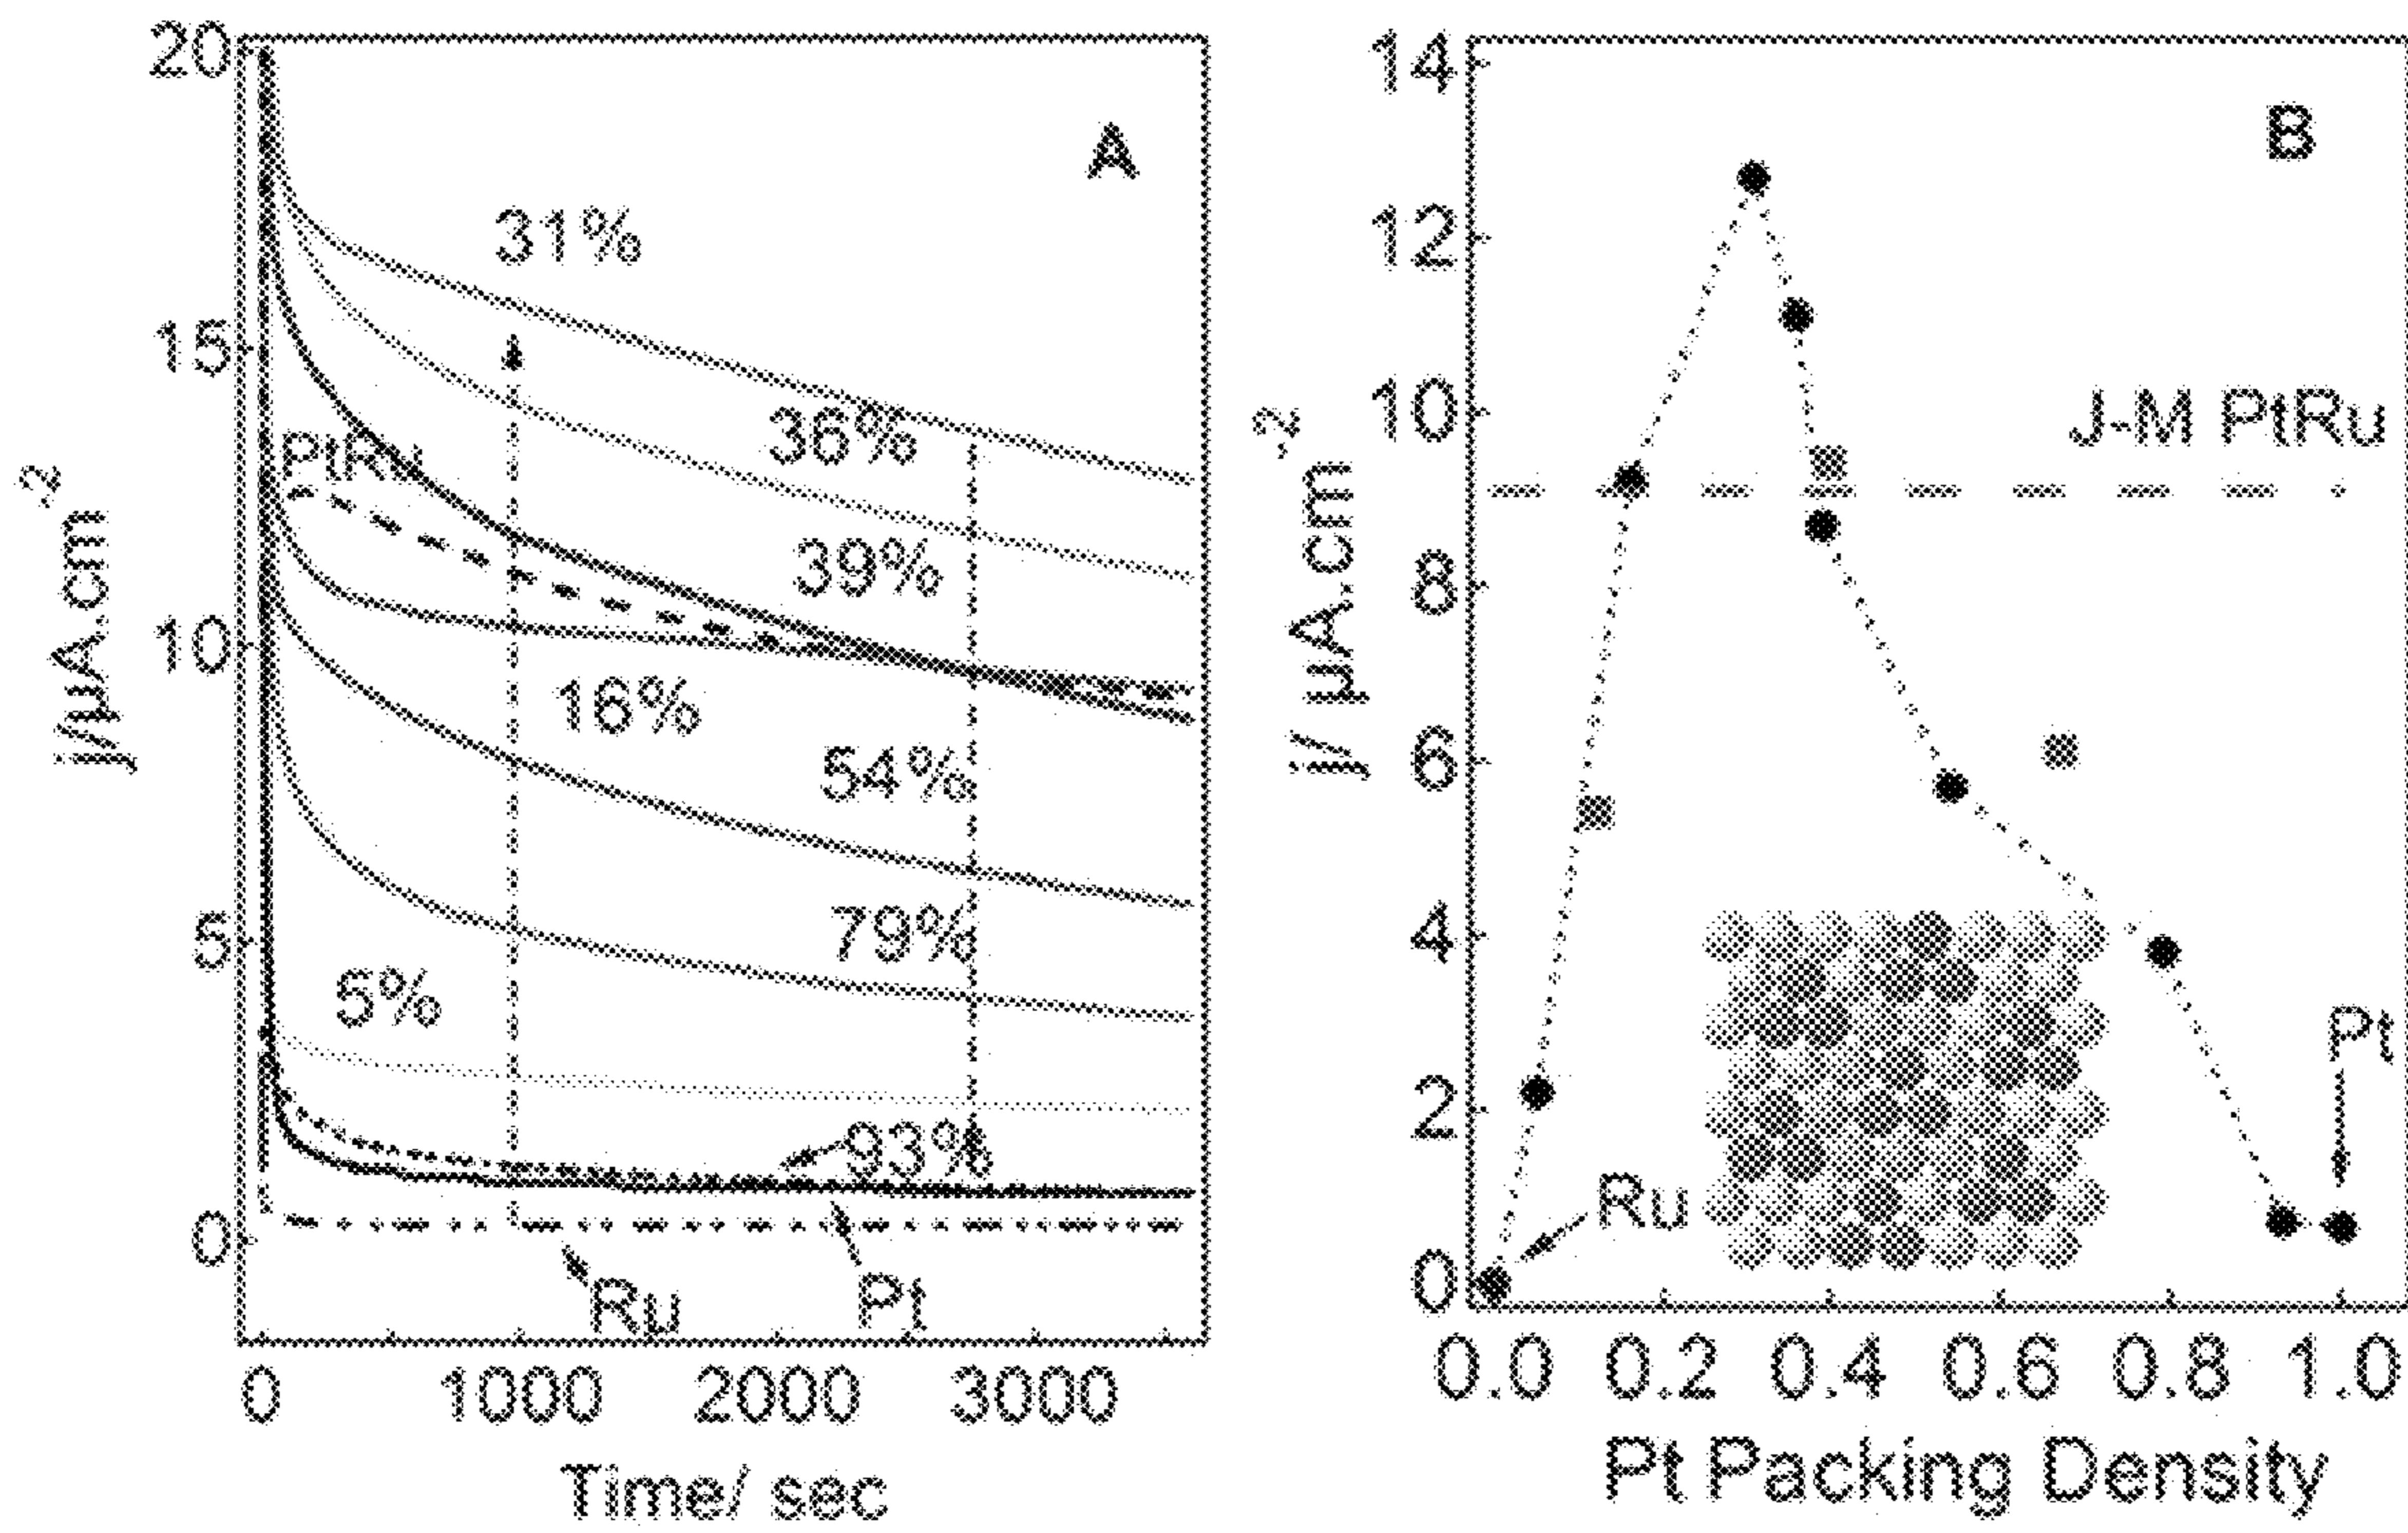 A
20
15
10
5
0
j/µA.cm-2
31%
36%
PtRu
39%
16%
54%
79%
5%
93%
Ru
Pt
0 1000 2000 3000
Time/ sec
B
14
12
10
8
6
4
2
0
j/ µA.cm-2
J-M PtRu
Pt
Ru
0.0 0.2 0.4 0.6 0.8 1.0
Pt Packing Density